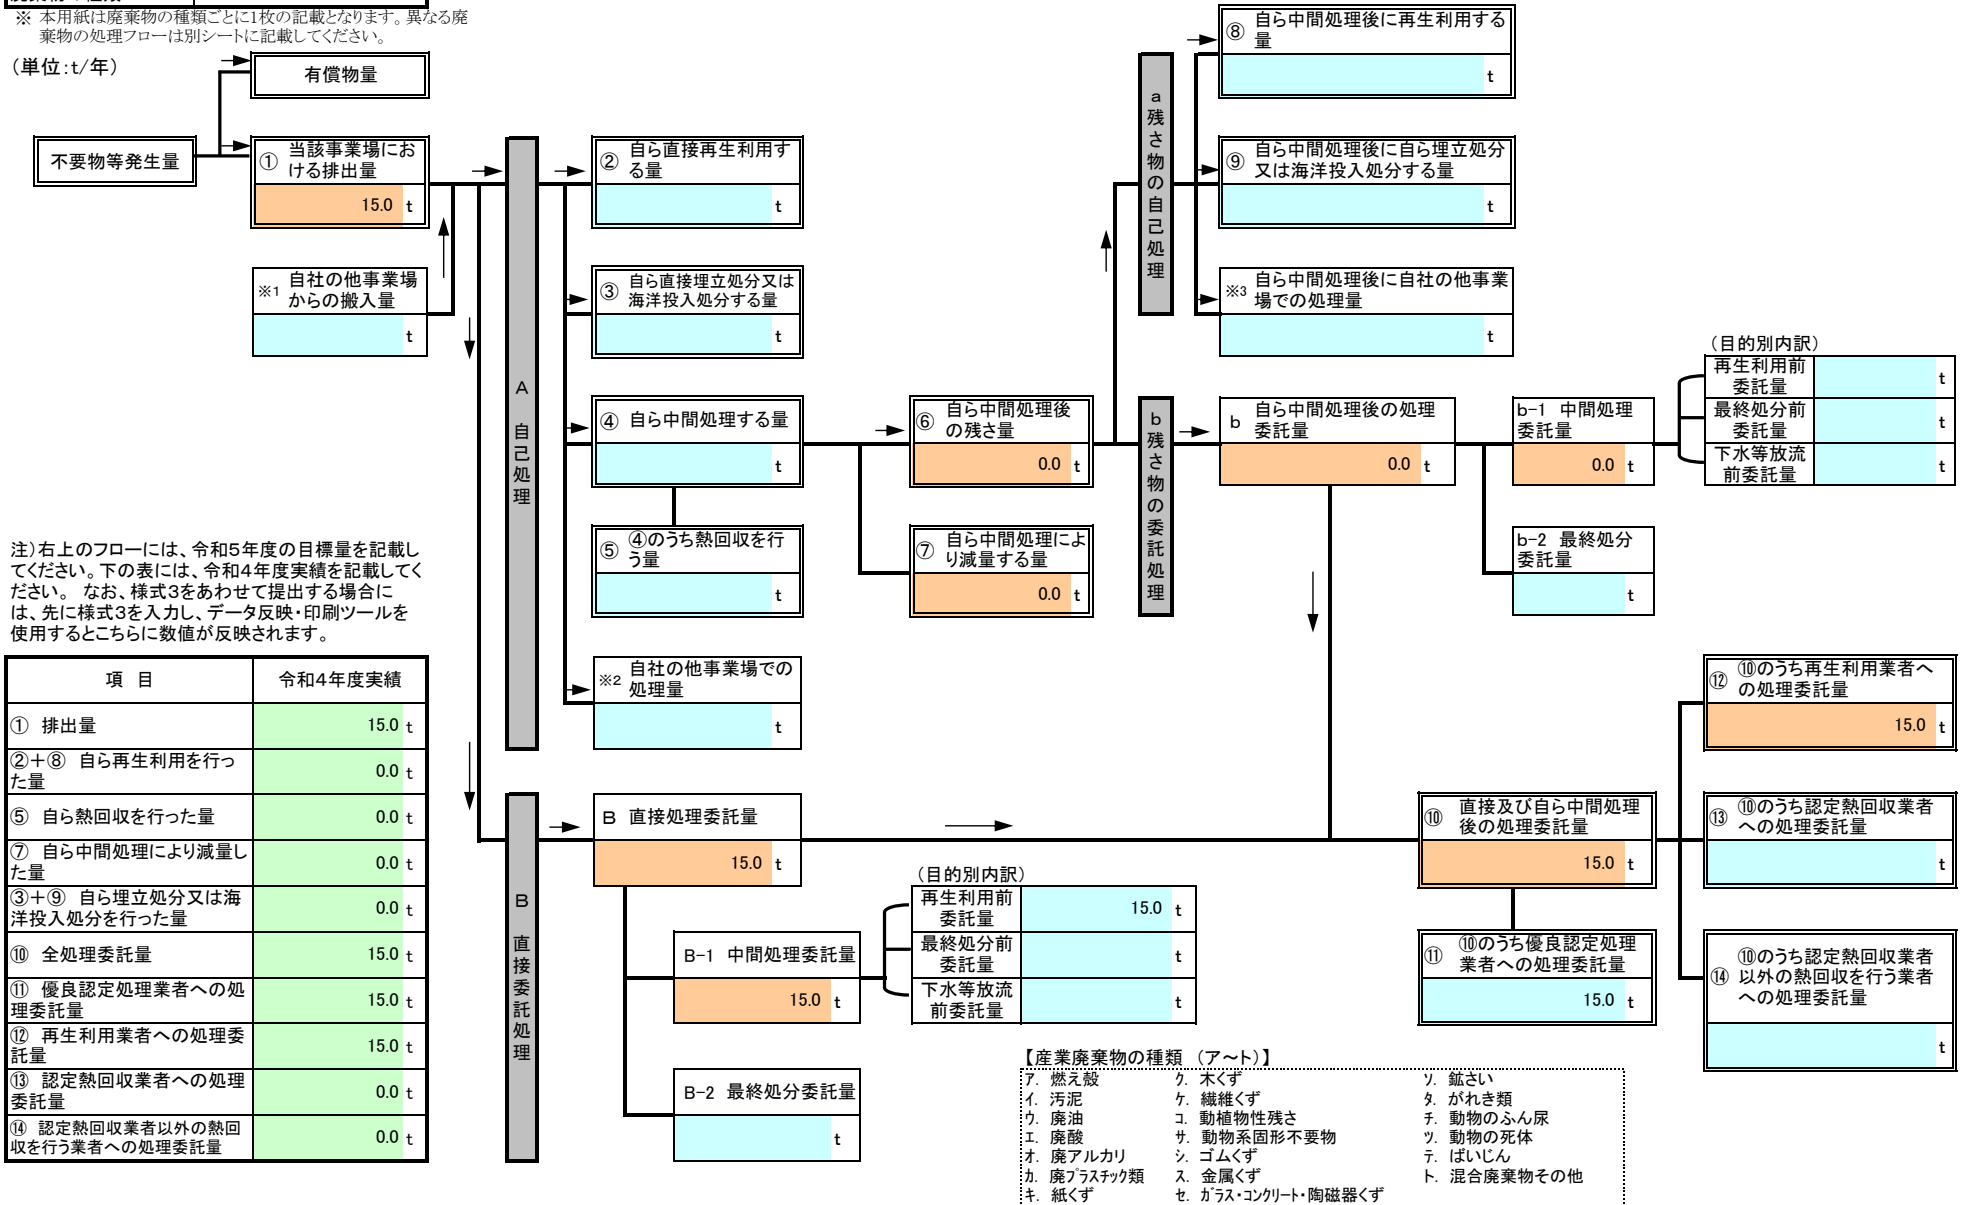 ※ 本用紙は廃棄物の種類ごとに1枚の記載となります。異なる廃
棄物の処理フローは別シートに記載してください。
（単位:t/年）
有償物量
不要物等発生量
① 当該事業場にお
ける排出量
15.0 t
※1 自社の他事業場
からの搬入量
t
A 自己処理
② 自ら直接再生利用す
る量
t
③ 自ら直接埋立処分又は
海洋投入処分する量
t
④ 自ら中間処理する量
t
⑤ ④のうち熱回収を行
う量
t
※2 自社の他事業場での
処理量
t
⑥ 自ら中間処理後
の残さ量
0.0 t
⑦ 自ら中間処理によ
り減量する量
0.0 t
a 残さ物の自己処理
⑧ 自ら中間処理後に再生利用する
量
t
⑨ 自ら中間処理後に自ら埋立処分
又は海洋投入処分する量
t
※3 自ら中間処理後に自社の他事業
場での処理量
t
b 残さ物の委託処理
b 自ら中間処理後の処理
委託量
0.0 t
b-1 中間処理
委託量
0.0 t
（目的別内訳）
再生利用前
委託量 t
最終処分前
委託量 t
下水等放流
前委託量 t
b-2 最終処分
委託量
t
注）右上のフローには、令和5年度の目標量を記載し
てください。下の表には、令和4年度実績を記載してく
ださい。 なお、様式3をあわせて提出する場合に
は、先に様式3を入力し、データ反映・印刷ツールを
使用するとこちらに数値が反映されます。
項 目 令和4年度実績
① 排出量 15.0 t
②＋⑧ 自ら再生利用を行っ
た量 0.0 t
⑤ 自ら熱回収を行った量 0.0 t
⑦ 自ら中間処理により減量し
た量 0.0 t
③＋⑨ 自ら埋立処分又は海
洋投入処分を行った量 0.0 t
⑩ 全処理委託量 15.0 t
⑪ 優良認定処理業者への処
理委託量 15.0 t
⑫ 再生利用業者への処理委
託量 15.0 t
⑬ 認定熱回収業者への処理
委託量 0.0 t
⑭ 認定熱回収業者以外の熱回
収を行う業者への処理委託量 0.0 t
B 直接委託処理
B 直接処理委託量
15.0 t
B-1 中間処理委託量
15.0 t
（目的別内訳）
再生利用前
委託量 15.0 t
最終処分前
委託量 t
下水等放流
前委託量 t
B-2 最終処分委託量
t
⑩ 直接及び自ら中間処理
後の処理委託量
15.0 t
⑪ ⑩のうち優良認定処理
業者への処理委託量
15.0 t
⑫ ⑩のうち再生利用業者へ
の処理委託量
15.0 t
⑬ ⑩のうち認定熱回収業者
への処理委託量
t
⑭ ⑩のうち認定熱回収業者
以外の熱回収を行う業者
への処理委託量
t
【産業廃棄物の種類 （ア～ト）】
ア. 燃え殻 ク. 木くず ソ. 鉱さい
イ. 汚泥 ケ. 繊維くず タ. がれき類
ウ. 廃油 コ. 動植物性残さ チ. 動物のふん尿
エ. 廃酸 サ. 動物系固形不要物 ツ. 動物の死体
オ. 廃アルカリ シ. ゴムくず テ. ばいじん
カ. 廃プラスチック類 ス. 金属くず ト. 混合廃棄物その他
キ. 紙くず セ. ガラス・コンクリート・陶磁器くず